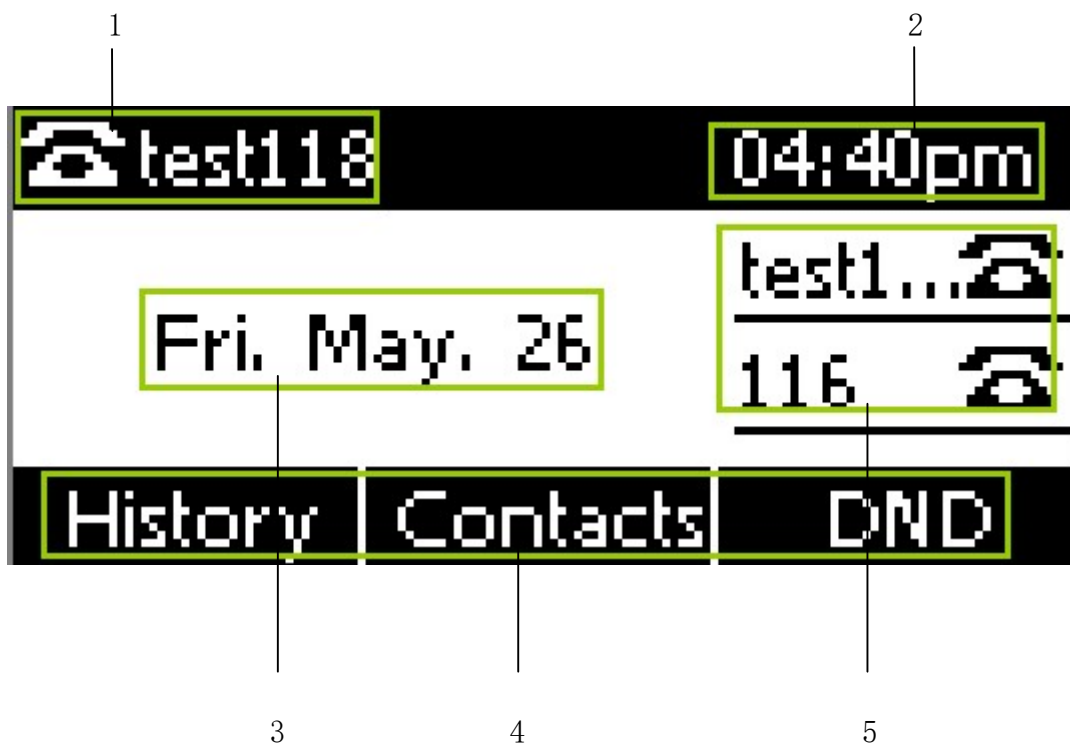 1 2
test118 04:40pm
test1...
Fri. May. 26
116
History Contacts DND
3 4 5